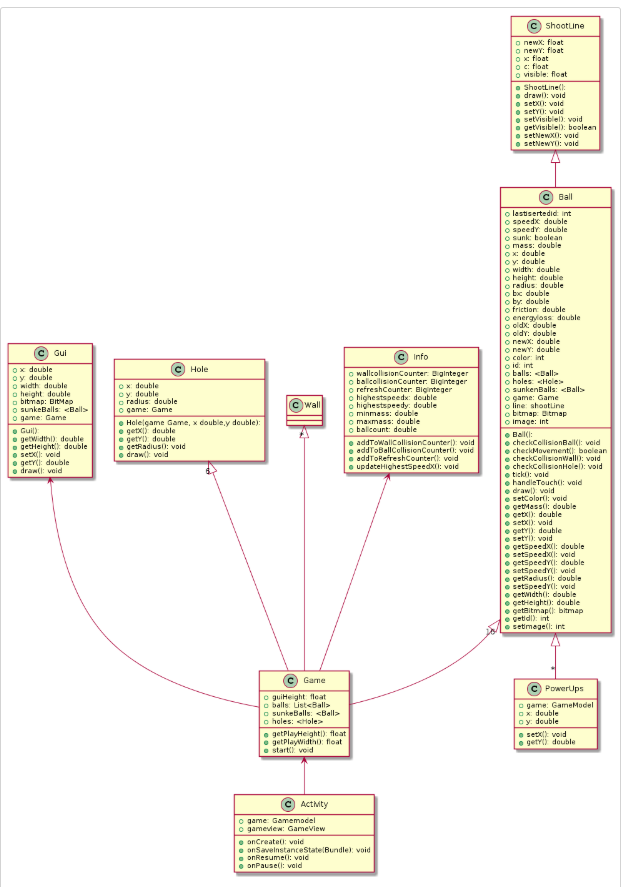 C ShootLine
newX: float
newY: float
x: float
c: float
visible: float
ShootLine():
draw(): void
setX(): void
setY(): void
setVisible(): void
getVisible(): boolean
setNewX(): void
setNewY(): void
C Ball
lastisertedid: int
speedX: double
speedY: double
sunk: boolean
mass: double
x: double
y: double
width: double
height: double
radius: double
bx: double
by: double
friction: double
energyloss: double
oldX: double
oldY: double
newX: double
newY: double
color: int
id: int
balls: <Ball>
holes: <Hole>
sunkenBalls: <Ball>
game: Game
line: shootLine
bitmap: Bitmap
image: int
Ball():
checkCollisionBall(): void
checkMovement(): boolean
checkCollisionWall(): void
checkCollisionHole(): void
tick(): void
handleTouch(): void
draw(): void
setColor(): void
getMass(): double
getX(): double
setX(): void
getY(): double
setY(): void
getSpeedX(): double
setSpeedX(): void
getSpeedY(): double
setSpeedY(): void
getRadius(): double
setSpeedY(): void
getWidth(): double
getHeight(): double
getBitmap(): bitmap
getId(): int
setImage(): int
C Gui
x: double
y: double
width: double
height: double
bitmap: BitMap
sunkeBalls: <Ball>
game: Game
Gui():
getWidth(): double
getHeight(): double
setX(): void
getY(): double
draw(): void
C Hole
x: double
y: double
radius: double
game: Game
Hole(game Game, x double,y double):
getX(): double
getY(): double
getRadius(): void
draw(): void
6
C Wall
C Info
wallcollisionCounter: BigInteger
ballcollisionCounter: BigInteger
refreshCounter: BigInteger
highestspeedx: double
highestspeedy: double
minmass: double
maxmass: double
ballcount: double
addToWallCollisionCounter(): void
addToBallCollisionCounter(): void
addToRefreshCounter(): void
updateHighestSpeedX(): void
16
*
C Game
guiHeight: float
balls: List<Ball>
sunkeBalls: <Ball>
holes: <Hole>
getPlayHeight(): float
getPlayWidth(): float
start(): void
C PowerUps
game: GameModel
x: double
y: double
setX(): void
getY(): double
C Activity
game: Gamemodel
gameview: GameView
onCreate(): void
onSaveInstanceState(Bundle): void
onResume(): void
onPause(): void